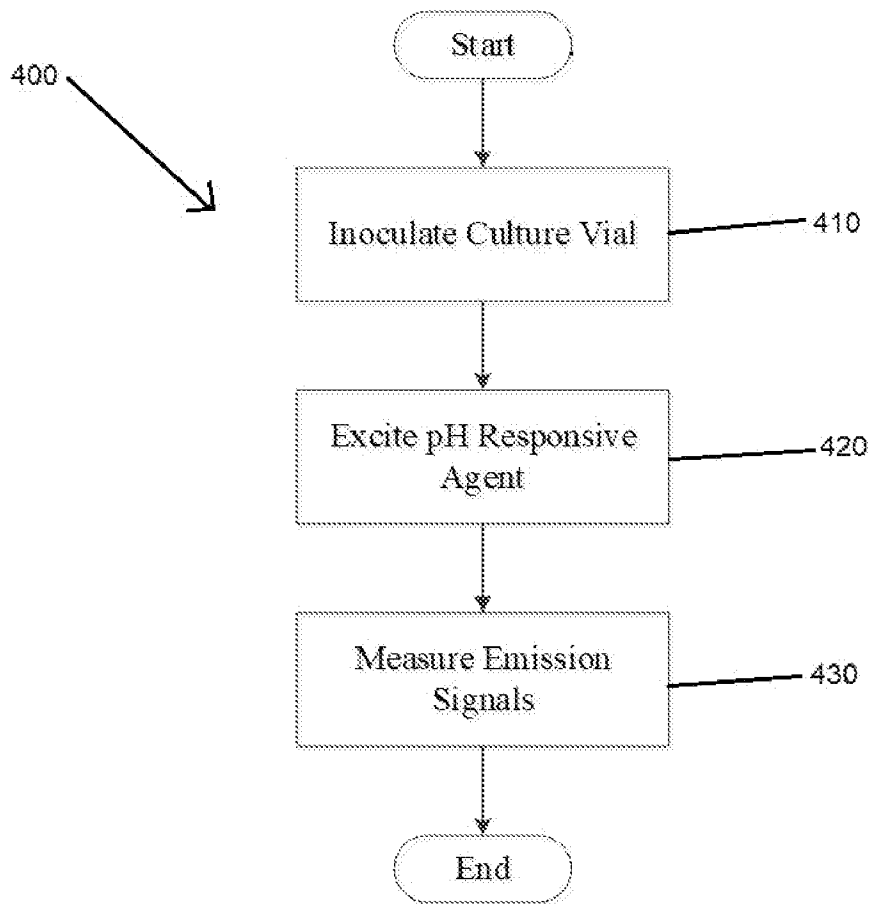 Start
400
Inoculate Culture Vial
410
Excite pH Responsive
Agent
420
Measure Emission
Signals
430
End